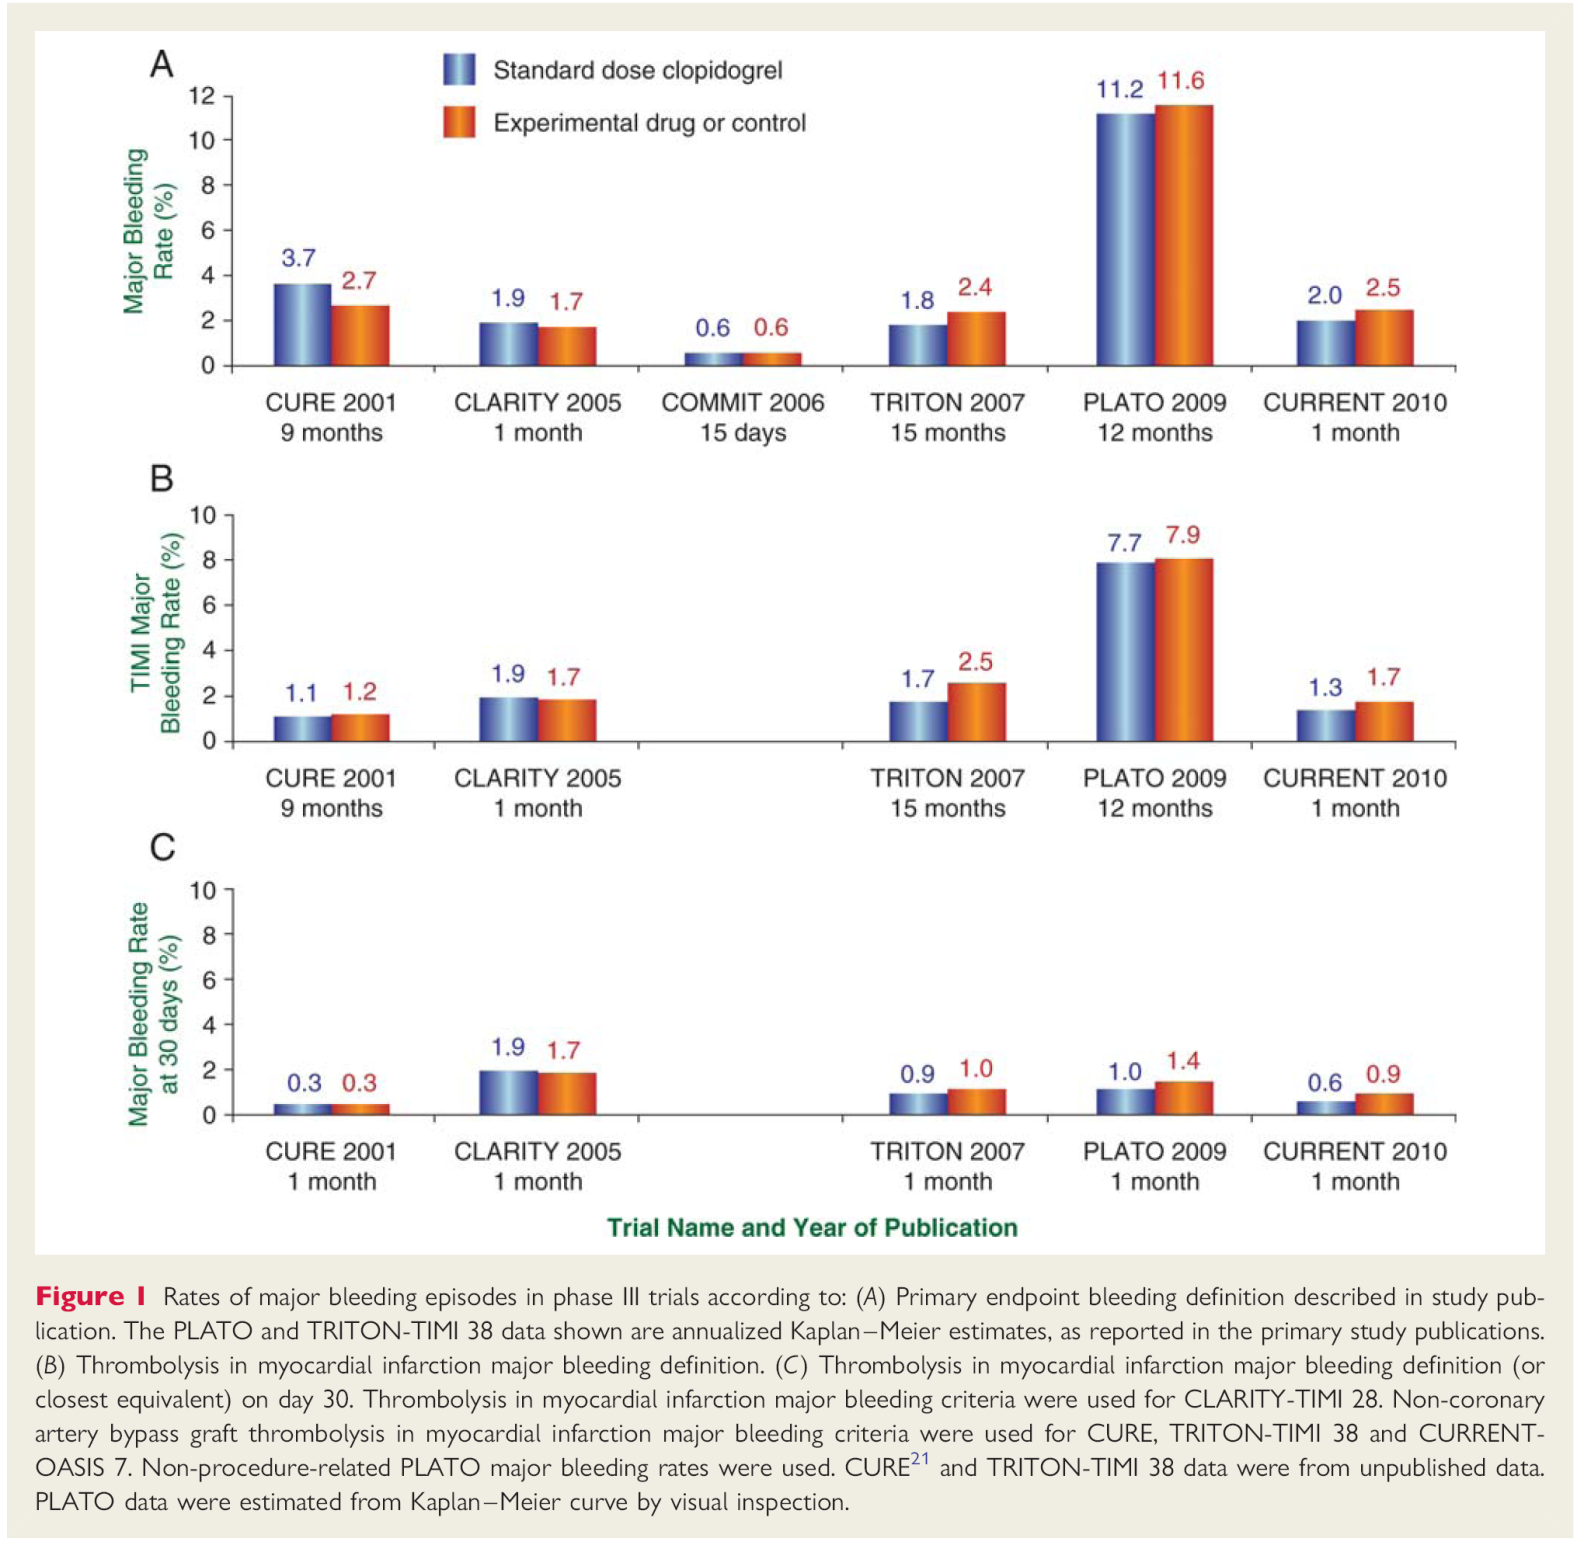 A
Standard dose clopidogrel
Experimental drug or control
Major Bleeding
Rate (%)
12
10
8
6
4
2
0
3.7
2.7
1.9
1.7
0.6
0.6
1.8
2.4
11.2
11.6
2.0
2.5
CURE 2001
9 months
CLARITY 2005
1 month
COMMIT 2006
15 days
TRITON 2007
15 months
PLATO 2009
12 months
CURRENT 2010
1 month
B
TIMI Major
Bleeding Rate (%)
10
8
6
4
2
0
1.1
1.2
1.9
1.7
1.7
2.5
7.7
7.9
1.3
1.7
CURE 2001
9 months
CLARITY 2005
1 month
TRITON 2007
15 months
PLATO 2009
12 months
CURRENT 2010
1 month
C
Major Bleeding Rate
at 30 days (%)
10
8
6
4
2
0
0.3
0.3
1.9
1.7
0.9
1.0
1.0
1.4
0.6
0.9
CURE 2001
1 month
CLARITY 2005
1 month
TRITON 2007
1 month
PLATO 2009
1 month
CURRENT 2010
1 month
Trial Name and Year of Publication
Figure 1 Rates of major bleeding episodes in phase III trials according to: (A) Primary endpoint bleeding definition described in study pub-
lication. The PLATO and TRITON-TIMI 38 data shown are annualized Kaplan–Meier estimates, as reported in the primary study publications.
(B) Thrombolysis in myocardial infarction major bleeding definition. (C) Thrombolysis in myocardial infarction major bleeding definition (or
closest equivalent) on day 30. Thrombolysis in myocardial infarction major bleeding criteria were used for CLARITY-TIMI 28. Non-coronary
artery bypass graft thrombolysis in myocardial infarction major bleeding criteria were used for CURE, TRITON-TIMI 38 and CURRENT-
OASIS 7. Non-procedure-related PLATO major bleeding rates were used. CURE21 and TRITON-TIMI 38 data were from unpublished data.
PLATO data were estimated from Kaplan–Meier curve by visual inspection.